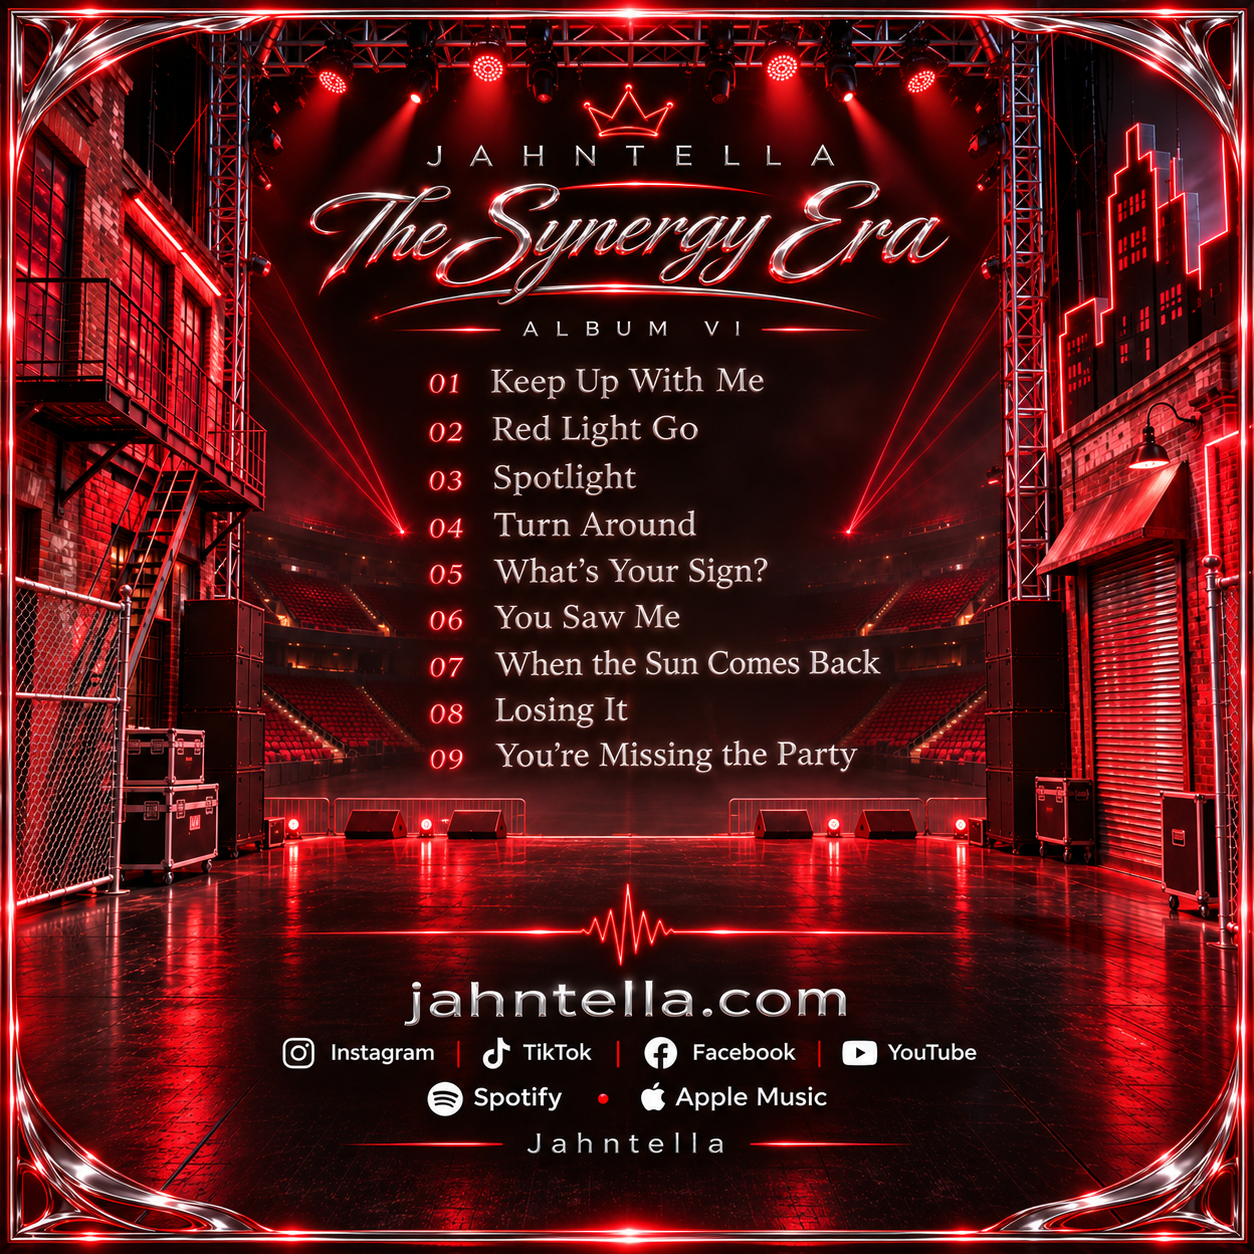 JAHNTELLA
The Synergy Era
ALBUM VI
01 Keep Up With Me
02 Red Light Go
03 Spotlight
04 Turn Around
05 What's Your Sign?
06 You Saw Me
07 When the Sun Comes Back
08 Losing It
09 You're Missing the Party
jahntella.com
Instagram | TikTok | Facebook | YouTube
Spotify • Apple Music
Jahntella